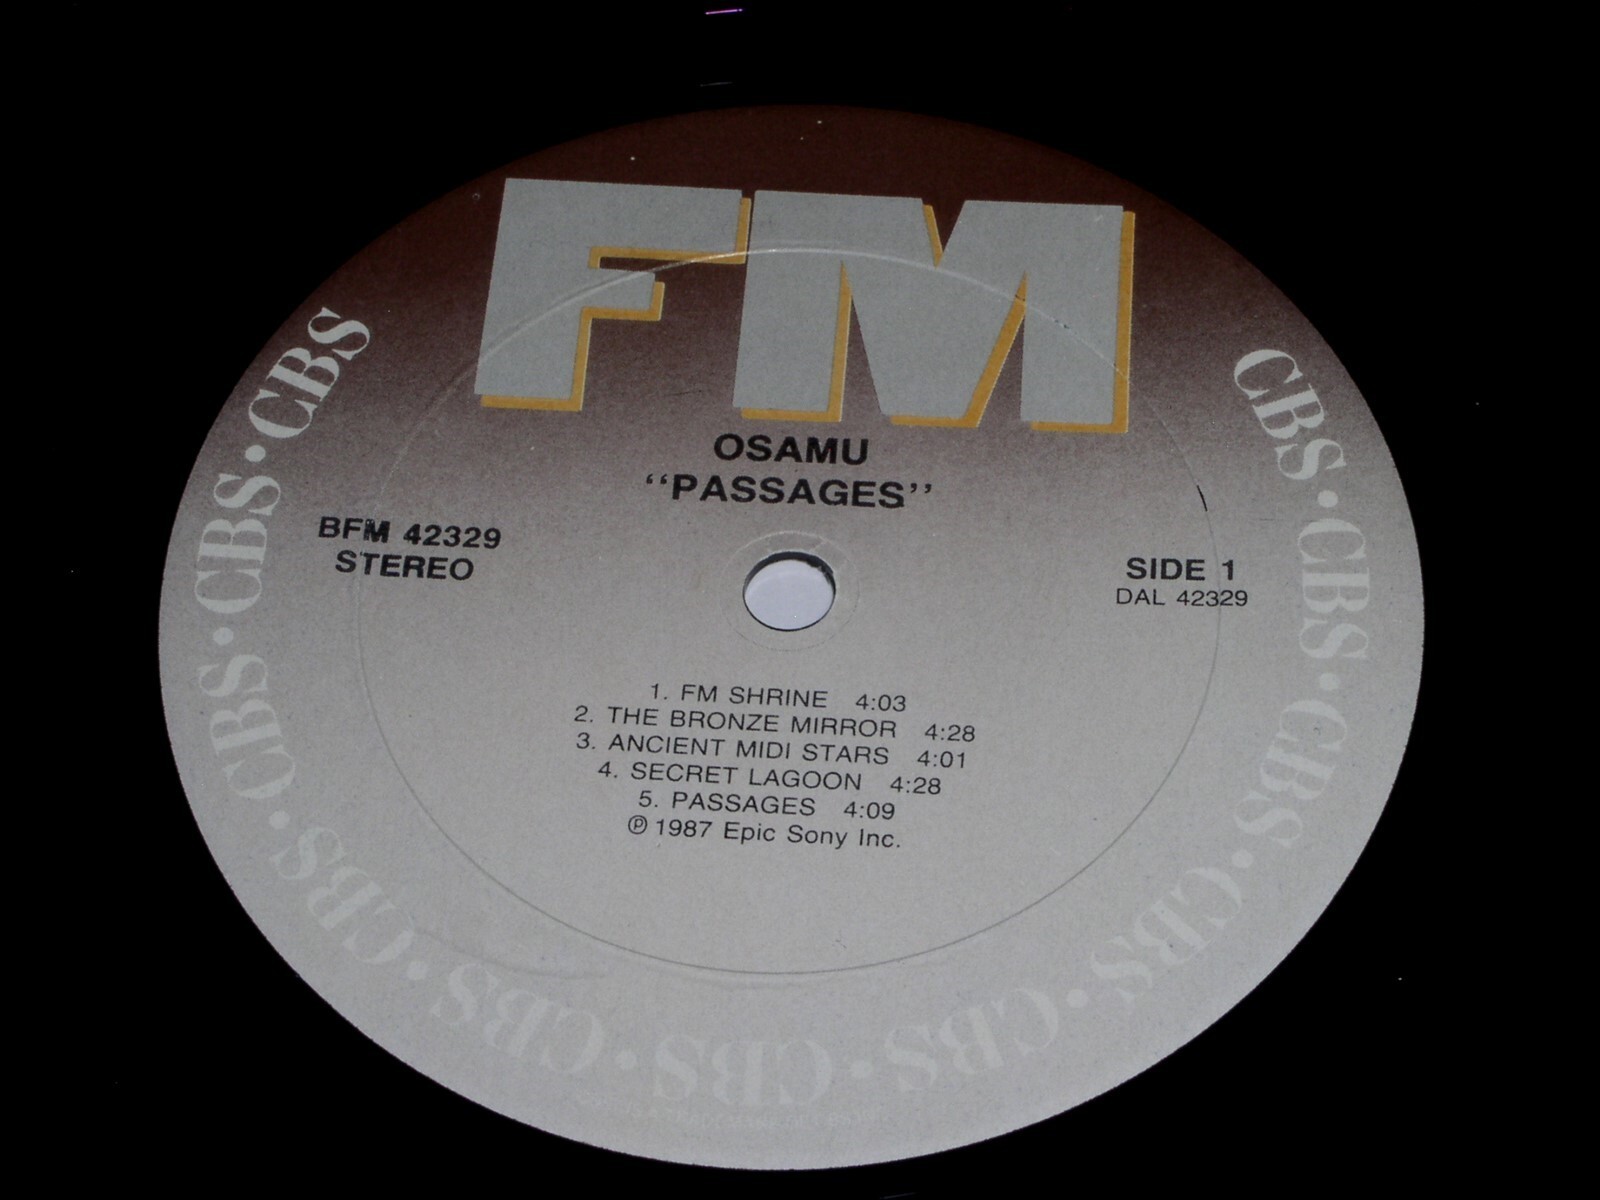 FM
CBS • CBS • CBS • CBS • CBS • CBS • CBS • CBS • CBS • CBS • CBS • CBS
OSAMU
“PASSAGES”
BFM 42329
STEREO
SIDE 1
DAL 42329
1. FM SHRINE 4:03
2. THE BRONZE MIRROR 4:28
3. ANCIENT MIDI STARS 4:01
4. SECRET LAGOON 4:28
5. PASSAGES 4:09
℗ 1987 Epic Sony Inc.